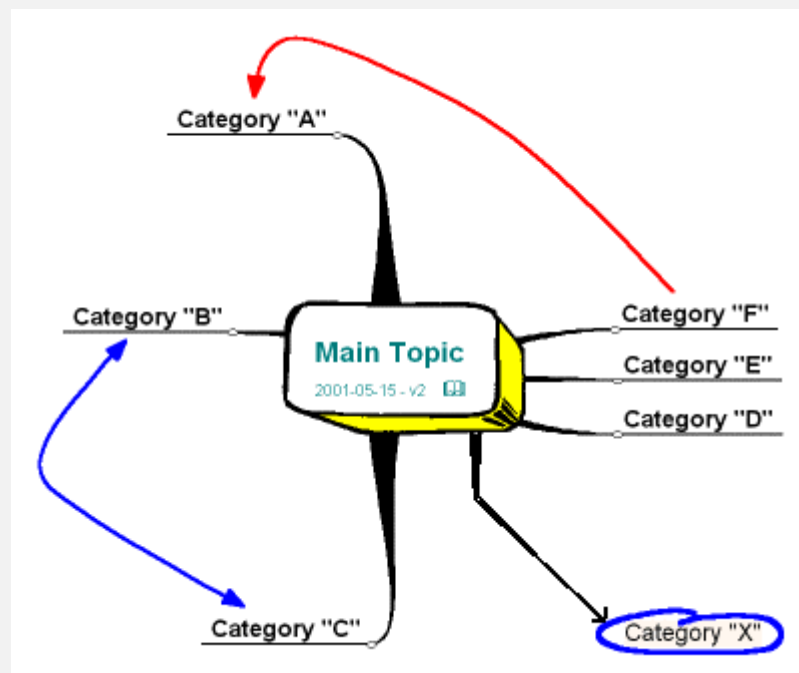 Category "A"
Category "B"
Category "F"
Main Topic
2001-05-15 - v2
Category "E"
Category "D"
Category "C"
Category "X"